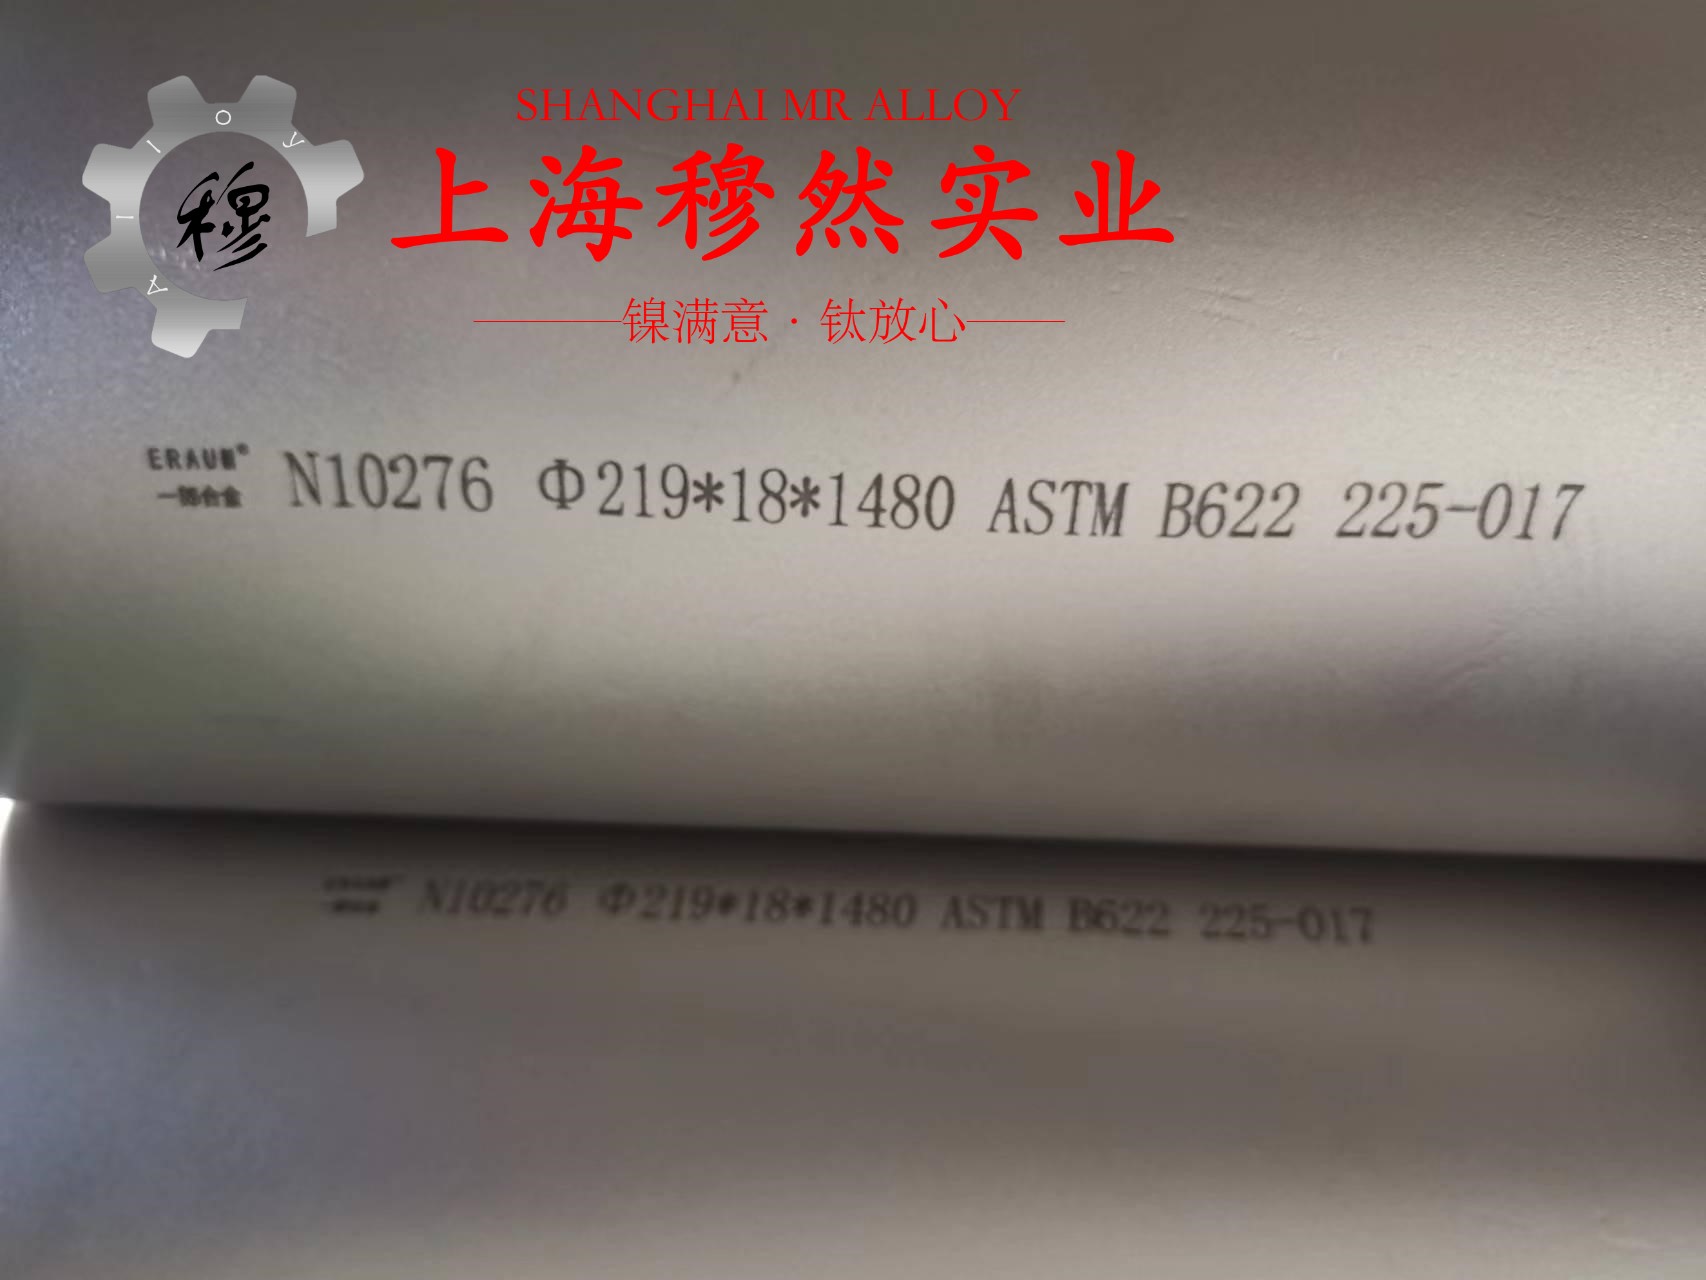 SHANGHAI MR ALLOY
上海穆然实业
穆
ALLOY
——镍满意·钛放心——
N10276 Φ219*18*1480 ASTM B622 225-017
N10276 Φ219*18*1480 ASTM B622 225-017